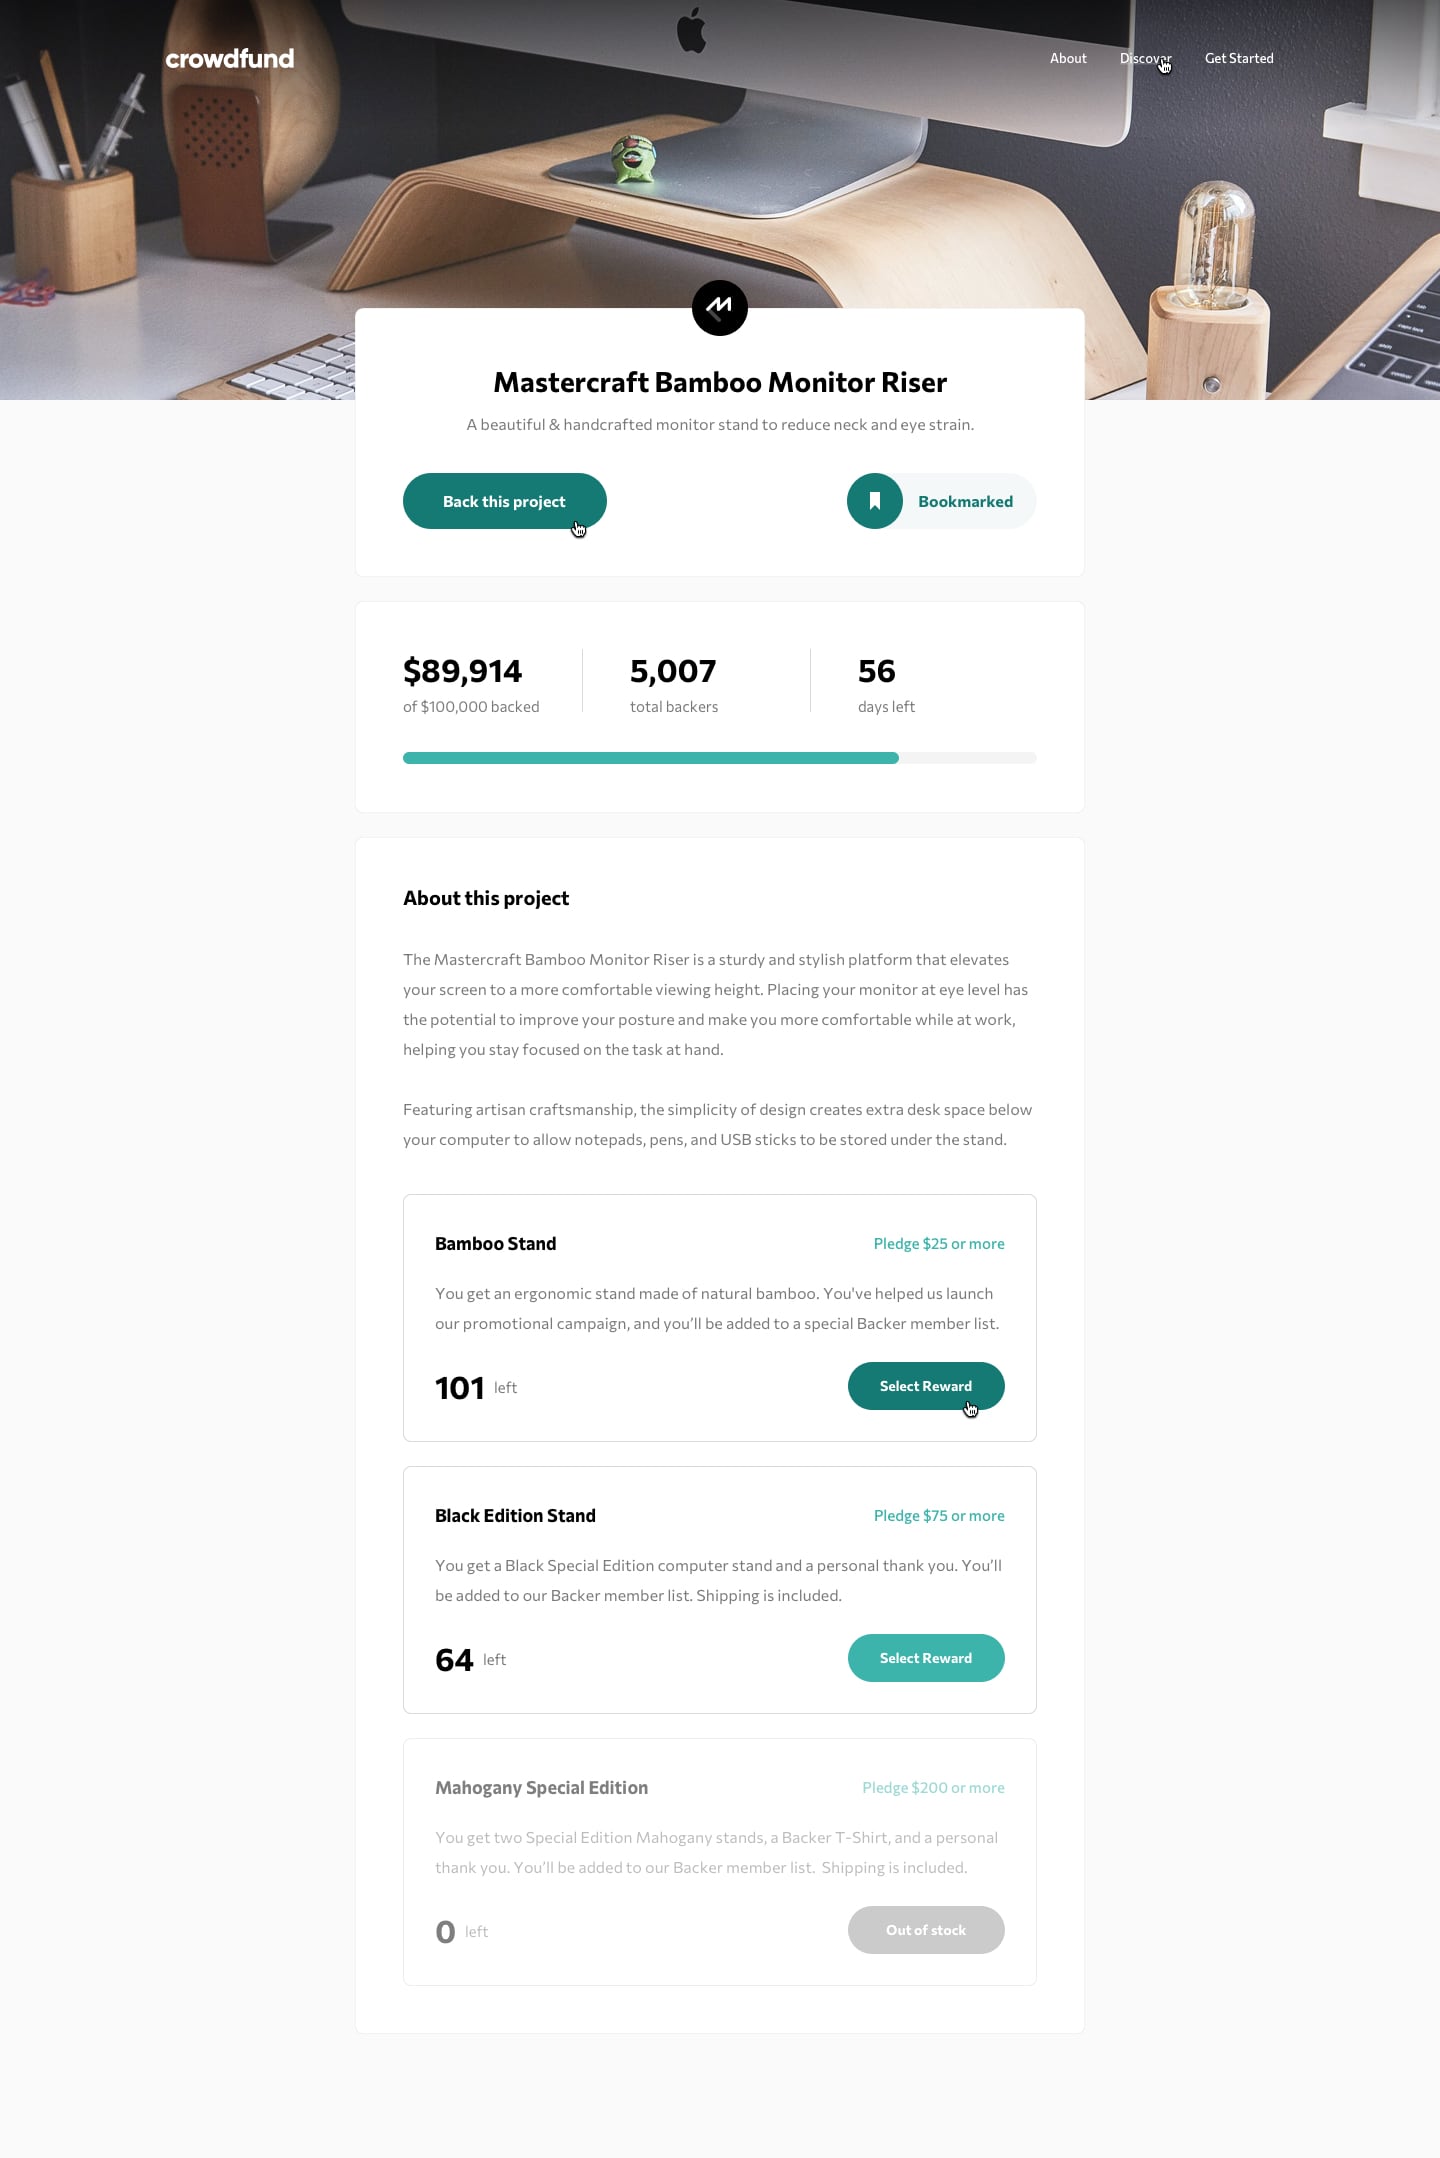 crowdfund
About
Discover
Get Started
Mastercraft Bamboo Monitor Riser
A beautiful & handcrafted monitor stand to reduce neck and eye strain.
Back this project
Bookmarked
$89,914
of $100,000 backed
5,007
total backers
56
days left
About this project
The Mastercraft Bamboo Monitor Riser is a sturdy and stylish platform that elevates
your screen to a more comfortable viewing height. Placing your monitor at eye level has
the potential to improve your posture and make you more comfortable while at work,
helping you stay focused on the task at hand.
Featuring artisan craftsmanship, the simplicity of design creates extra desk space below
your computer to allow notepads, pens, and USB sticks to be stored under the stand.
Bamboo Stand
Pledge $25 or more
You get an ergonomic stand made of natural bamboo. You've helped us launch
our promotional campaign, and you’ll be added to a special Backer member list.
101 left
Select Reward
Black Edition Stand
Pledge $75 or more
You get a Black Special Edition computer stand and a personal thank you. You’ll
be added to our Backer member list. Shipping is included.
64 left
Select Reward
Mahogany Special Edition
Pledge $200 or more
You get two Special Edition Mahogany stands, a Backer T-Shirt, and a personal
thank you. You’ll be added to our Backer member list.  Shipping is included.
0 left
Out of stock